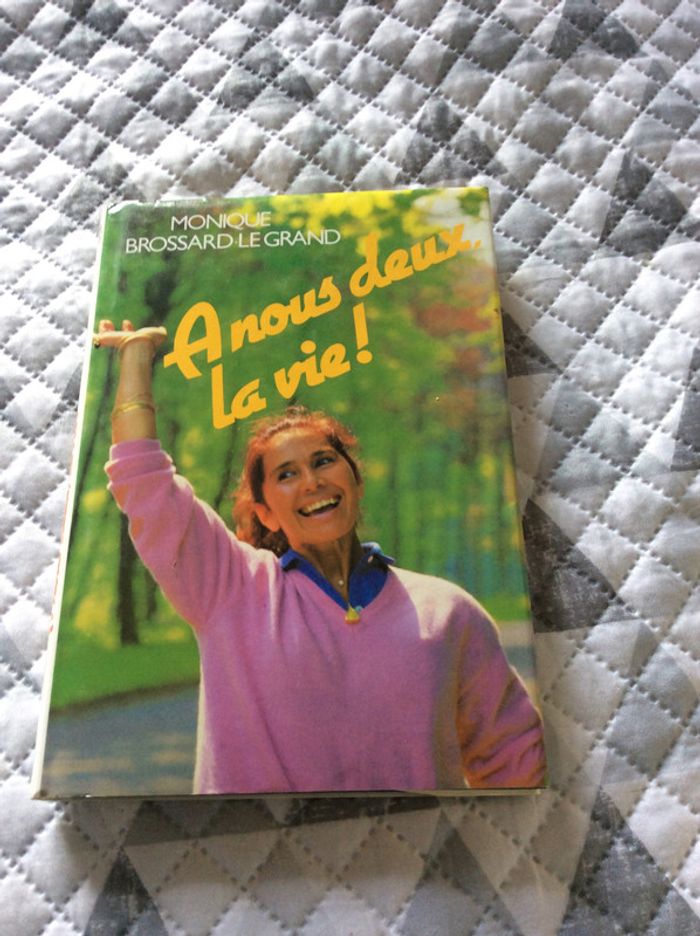 MONIQUE
BROSSARD-LE GRAND
A nous deux,
la vie!